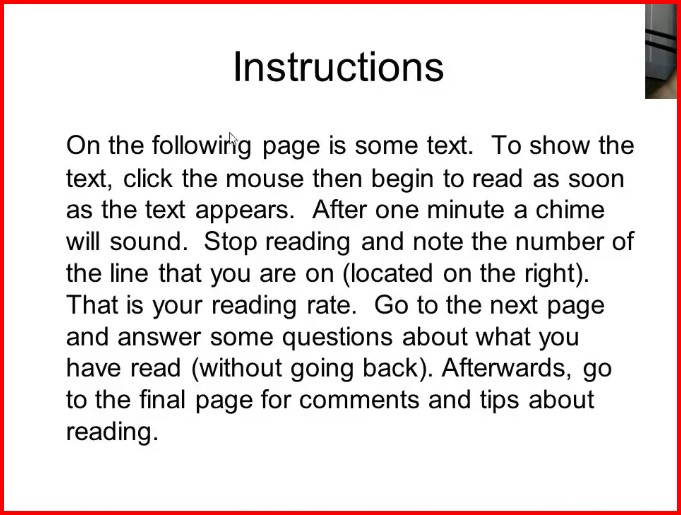 Instructions
On the following page is some text.  To show the
text, click the mouse then begin to read as soon
as the text appears.  After one minute a chime
will sound.  Stop reading and note the number of
the line that you are on (located on the right).
That is your reading rate.  Go to the next page
and answer some questions about what you
have read (without going back). Afterwards, go
to the final page for comments and tips about
reading.